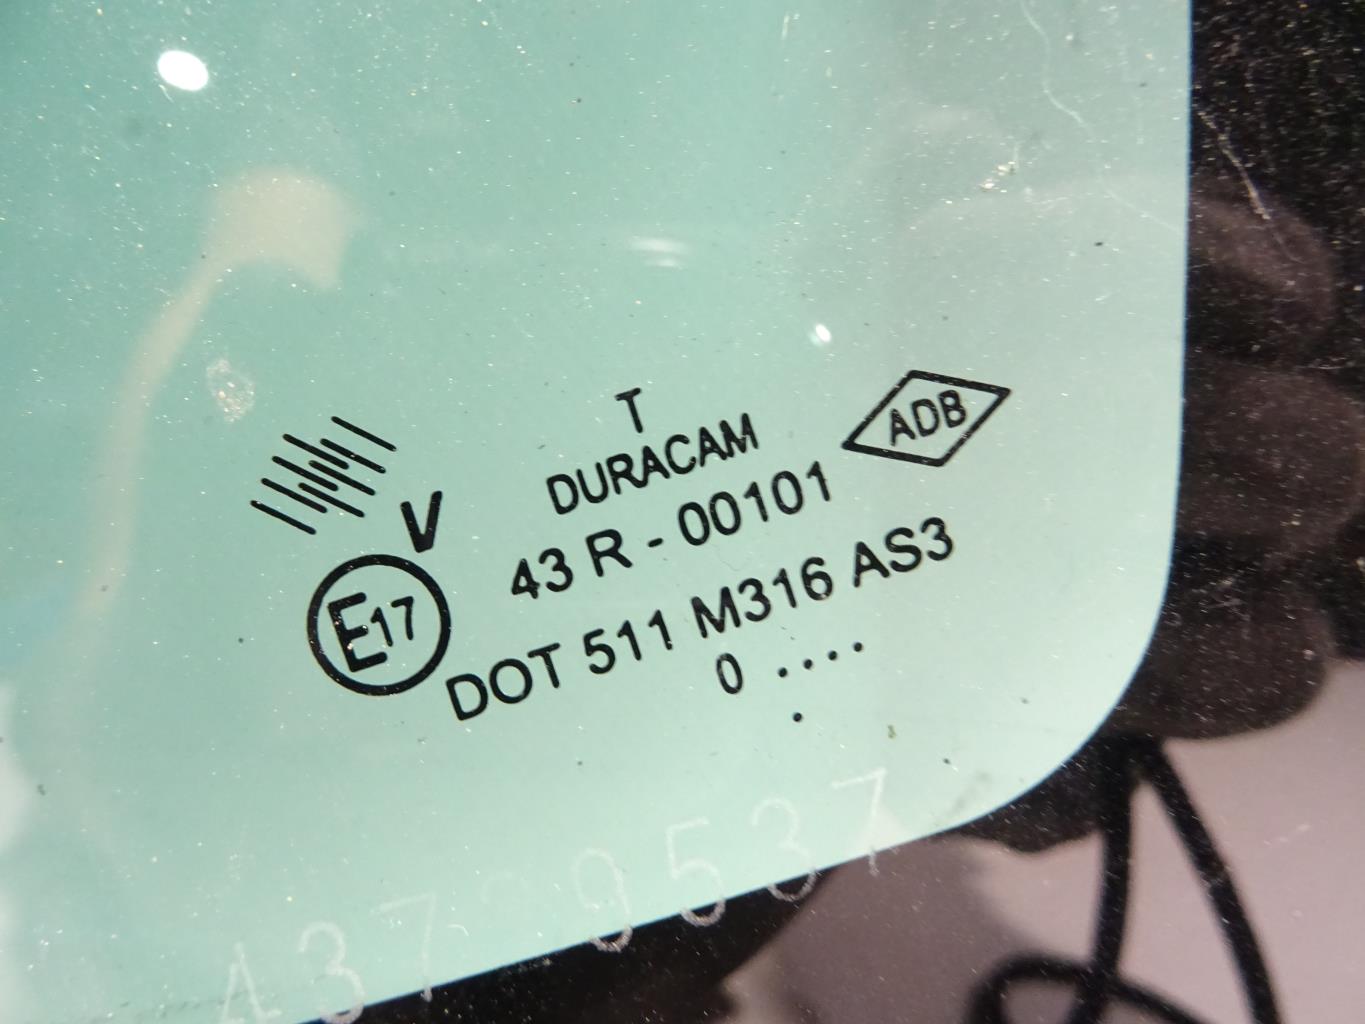 T
DURACAM
ADB
V
43 R - 00101
E17
DOT 511 M316 AS3
0 ....
.